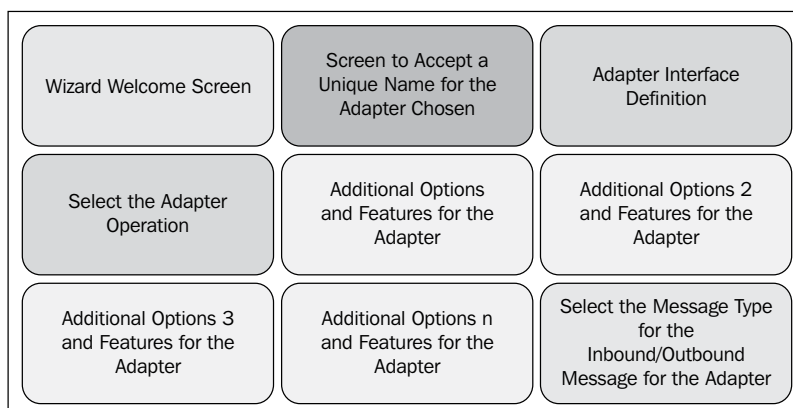 Wizard Welcome Screen
Screen to Accept a
Unique Name for the
Adapter Chosen
Adapter Interface
Definition
Select the Adapter
Operation
Additional Options
and Features for the
Adapter
Additional Options 2
and Features for the
Adapter
Additional Options 3
and Features for the
Adapter
Additional Options n
and Features for the
Adapter
Select the Message Type
for the
Inbound/Outbound
Message for the Adapter